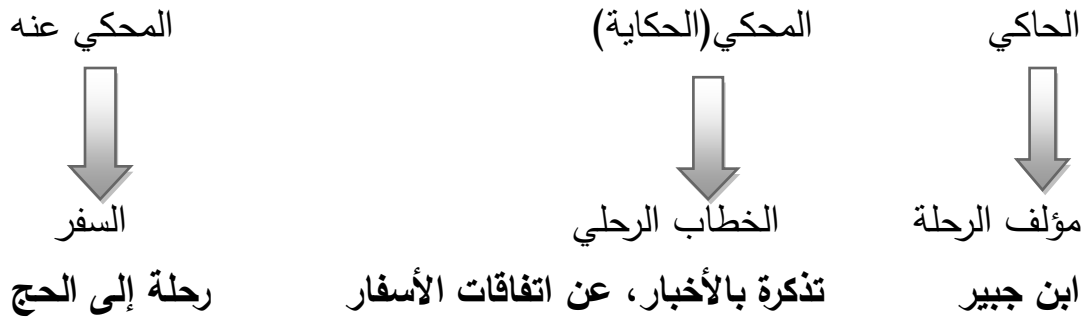 الحاكي المحكي(الحكاية) المحكي عنه
مؤلف الرحلة الخطاب الرحلي السفر
ابن جبير تذكرة بالأخبار، عن اتفاقات الأسفار رحلة إلى الحج